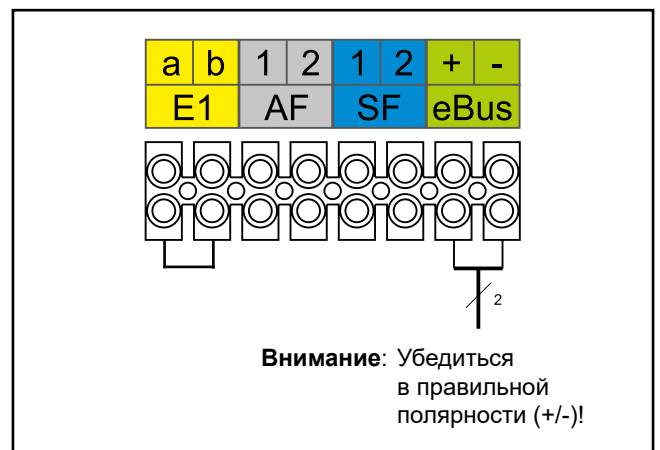 a b 1 2 1 2 + -
E1 AF SF eBus
2
Внимание: Убедиться
в правильной
полярности (+/-)!